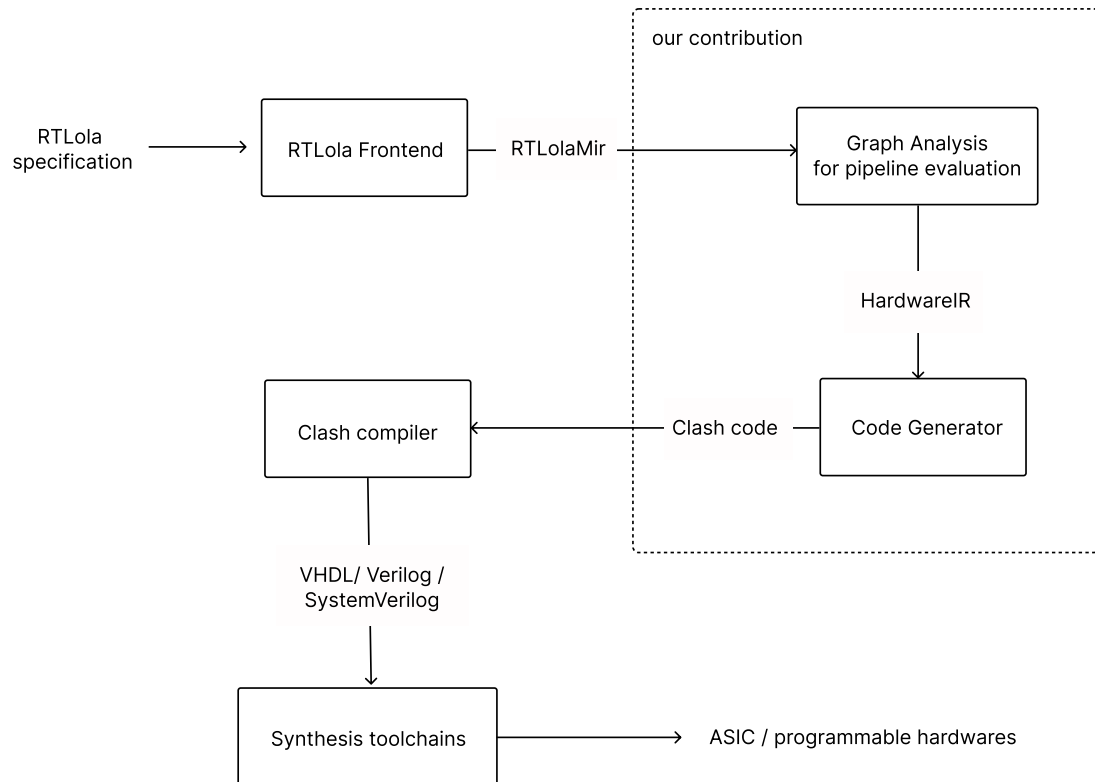 our contribution
RTLola
specification
RTLola Frontend
RTLolaMir
Graph Analysis
for pipeline evaluation
HardwareIR
Code Generator
Clash code
Clash compiler
VHDL/ Verilog /
SystemVerilog
Synthesis toolchains
ASIC / programmable hardwares